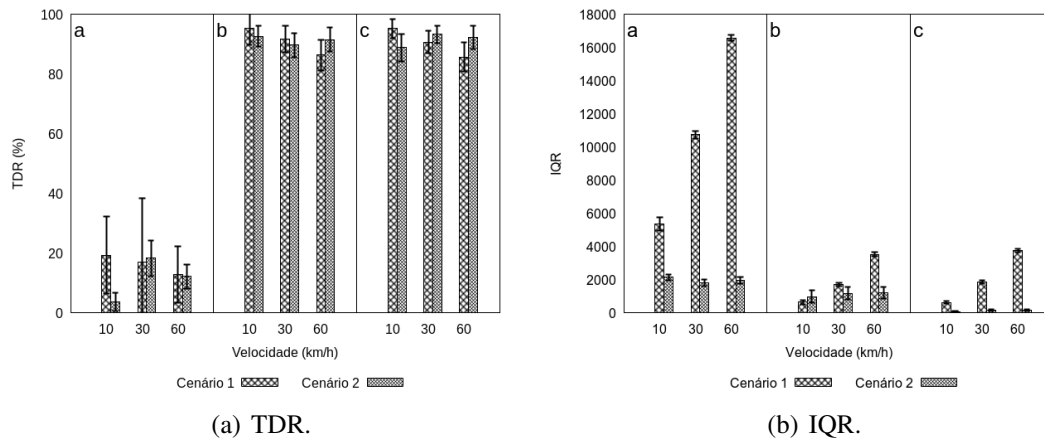 TDR (%)
100
80
60
40
20
0
a
b
c
10 30 60 10 30 60 10 30 60
Velocidade (km/h)
Cenário 1 Cenário 2
(a) TDR.
IQR
18000
16000
14000
12000
10000
8000
6000
4000
2000
0
a
b
c
10 30 60 10 30 60 10 30 60
Velocidade (km/h)
Cenário 1 Cenário 2
(b) IQR.